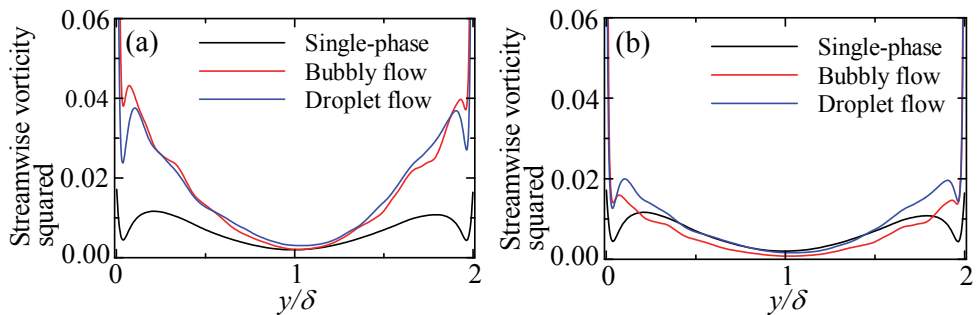 Streamwise vorticity
squared
0.06
0.04
0.02
0.00
(a)
Single-phase
Bubbly flow
Droplet flow
0
1
2
y/δ
Streamwise vorticity
squared
0.06
0.04
0.02
0.00
(b)
Single-phase
Bubbly flow
Droplet flow
0
1
2
y/δ